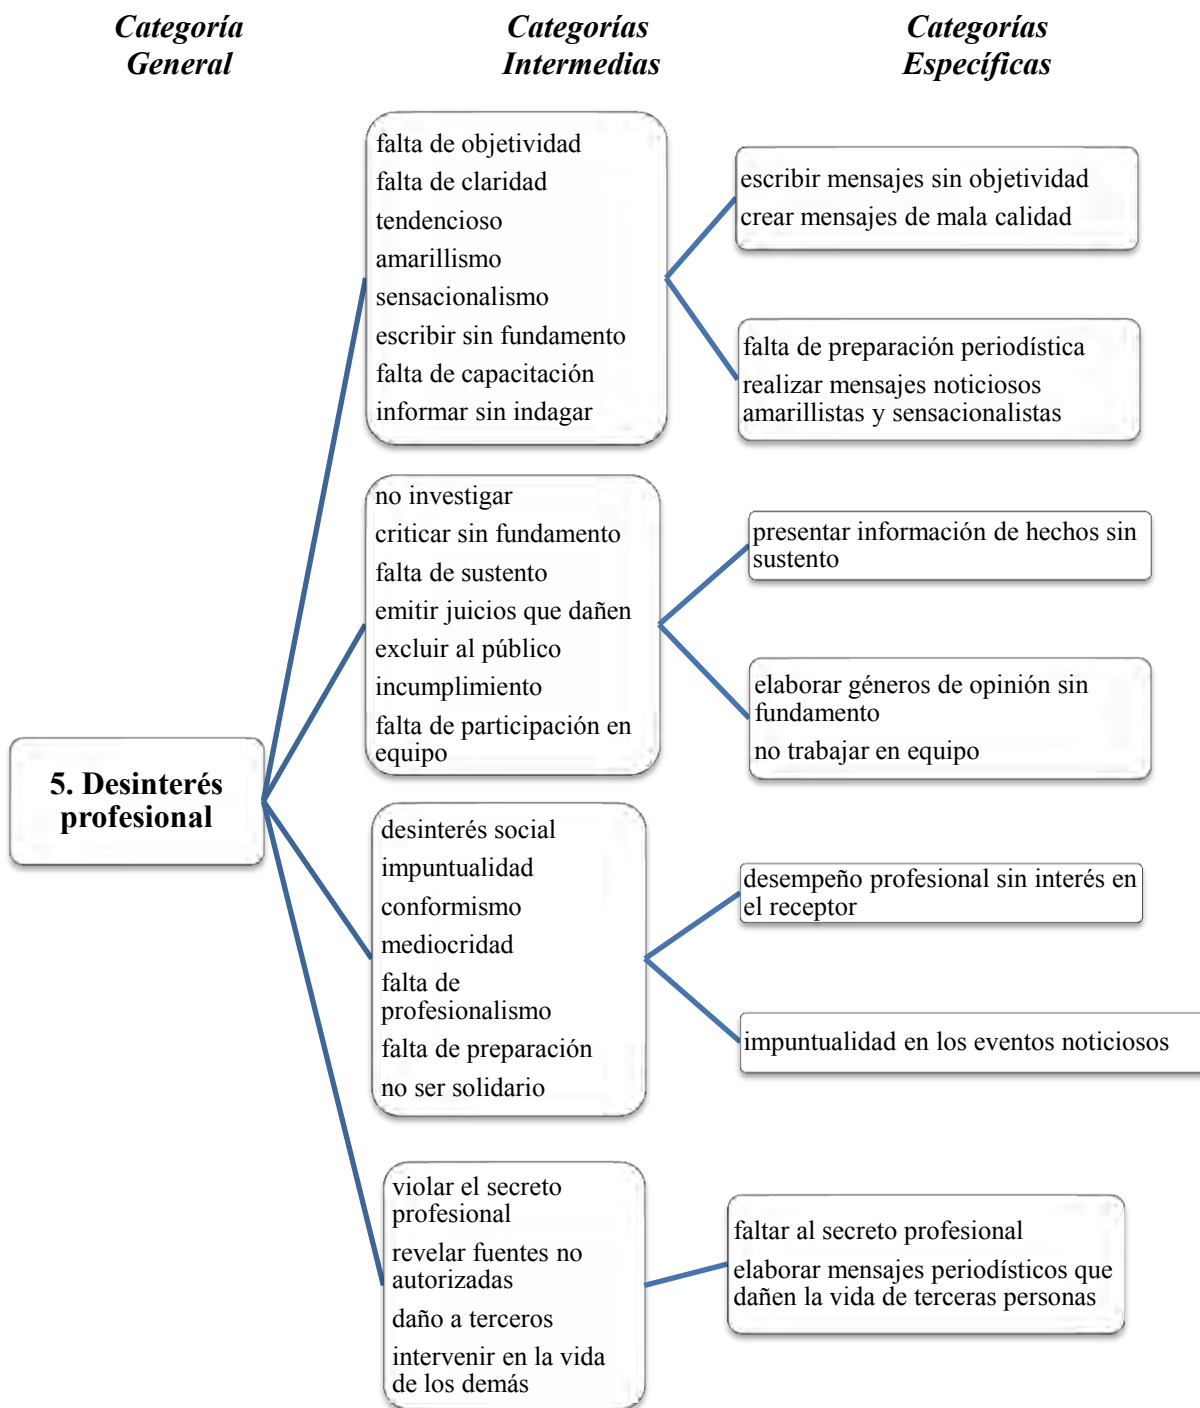 Categoría
General
Categorías
Intermedias
Categorías
Específicas
falta de objetividad
falta de claridad
tendencioso
amarillismo
sensacionalismo
escribir sin fundamento
falta de capacitación
informar sin indagar
escribir mensajes sin objetividad
crear mensajes de mala calidad
falta de preparación periodística
realizar mensajes noticiosos
amarillistas y sensacionalistas
no investigar
criticar sin fundamento
falta de sustento
emitir juicios que dañen
excluir al público
incumplimiento
falta de participación en
equipo
presentar información de hechos sin
sustento
elaborar géneros de opinión sin
fundamento
no trabajar en equipo
5. Desinterés
profesional
desinterés social
impuntualidad
conformismo
mediocridad
falta de
profesionalismo
falta de preparación
no ser solidario
desempeño profesional sin interés en
el receptor
impuntualidad en los eventos noticiosos
violar el secreto
profesional
revelar fuentes no
autorizadas
daño a terceros
intervenir en la vida
de los demás
faltar al secreto profesional
elaborar mensajes periodísticos que
dañen la vida de terceras personas